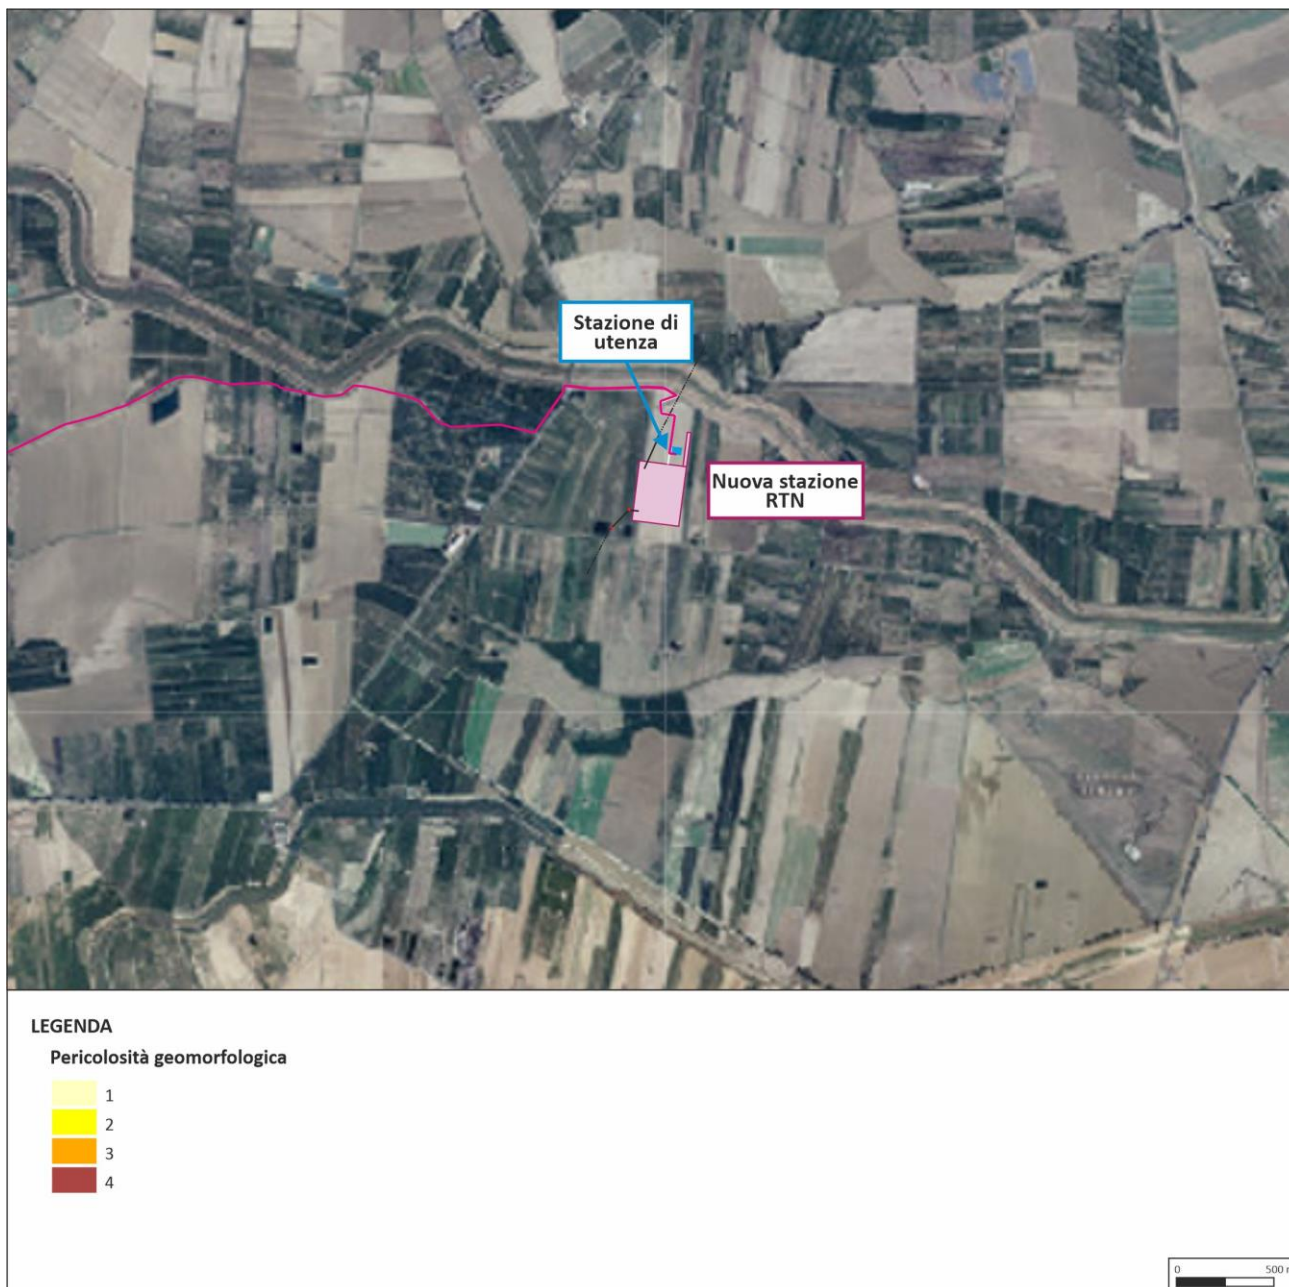 Stazione di
utenza
Nuova stazione
RTN
LEGENDA
Pericolosità geomorfologica
1
2
3
4
0 500